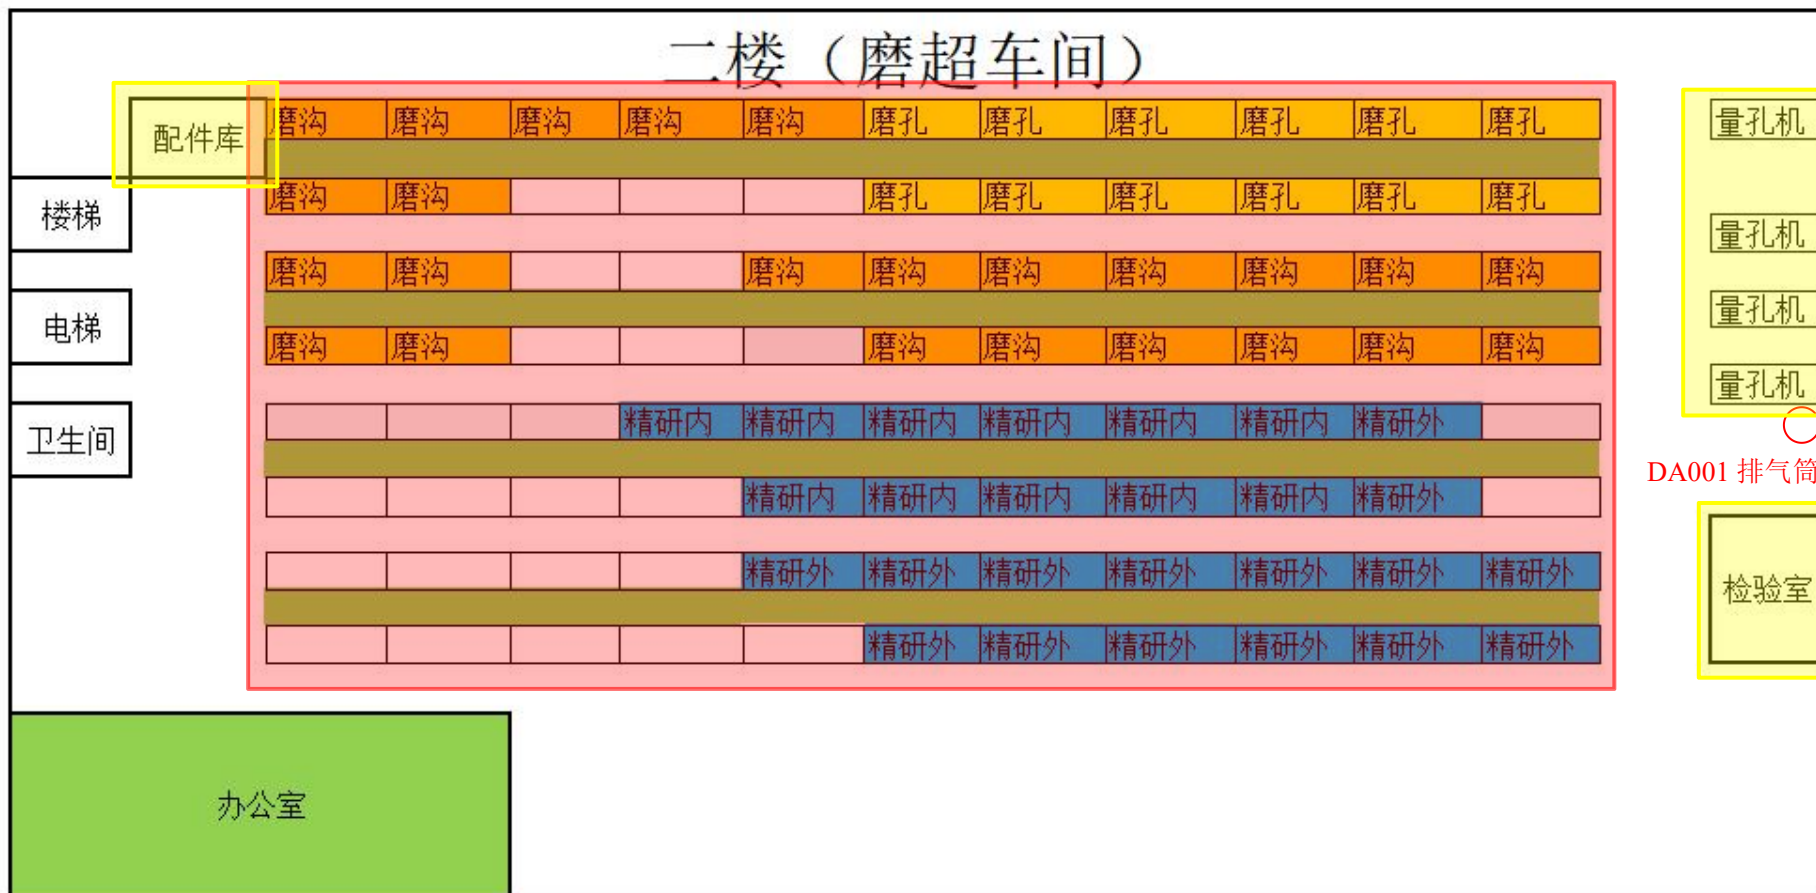 二楼（磨超车间）
配件库
磨沟 磨沟 磨沟 磨沟 磨沟 磨孔 磨孔 磨孔 磨孔 磨孔 磨孔
量孔机
楼梯
磨沟 磨沟 磨孔 磨孔 磨孔 磨孔 磨孔 磨孔
量孔机
磨沟 磨沟 磨沟 磨沟 磨沟 磨沟 磨沟 磨沟 磨沟
量孔机
电梯
磨沟 磨沟 磨沟 磨沟 磨沟 磨沟 磨沟 磨沟
量孔机
卫生间
精研内 精研内 精研内 精研内 精研内 精研内 精研外
DA001 排气筒
精研内 精研内 精研内 精研内 精研内 精研外
精研外 精研外 精研外 精研外 精研外 精研外 精研外
检验室
精研外 精研外 精研外 精研外 精研外 精研外
办公室